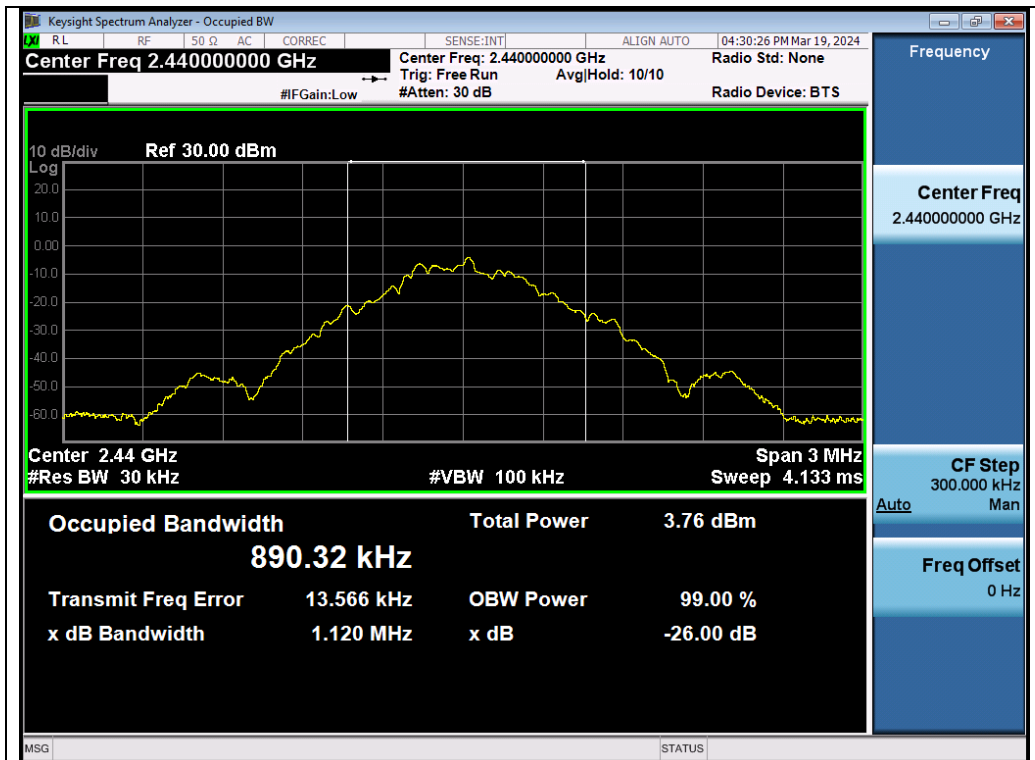 Keysight Spectrum Analyzer - Occupied BW
LXI RL RF 50 Ω AC CORREC SENSE:INT ALIGN AUTO 04:30:26 PM Mar 19, 2024
Center Freq 2.440000000 GHz
Center Freq: 2.440000000 GHz
Radio Std: None
Trig: Free Run Avg|Hold: 10/10
#IFGain:Low
#Atten: 30 dB
Radio Device: BTS
10 dB/div Ref 30.00 dBm
Log
20.0
10.0
0.00
-10.0
-20.0
-30.0
-40.0
-50.0
-60.0
Center 2.44 GHz Span 3 MHz
#Res BW 30 kHz #VBW 100 kHz Sweep 4.133 ms
Occupied Bandwidth Total Power 3.76 dBm
890.32 kHz
Transmit Freq Error 13.566 kHz OBW Power 99.00 %
x dB Bandwidth 1.120 MHz x dB -26.00 dB
Frequency
Center Freq
2.440000000 GHz
CF Step
300.000 kHz
Auto Man
Freq Offset
0 Hz
MSG STATUS